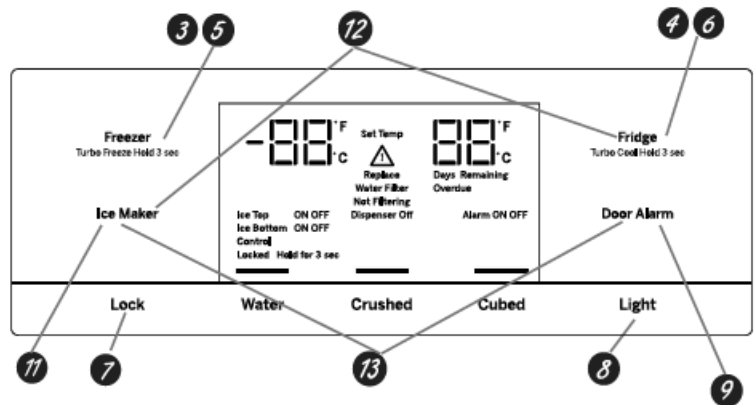 3 5 12 4 6
-88 °F 88 °F
Set Temp
Freezer Fridge
Turbo Freeze Hold 3 sec °C °C Turbo Cool Hold 3 sec
Replace Days Remaining
Water Filter Overdue
Not Filtering
Ice Maker Door Alarm
Ice Top ON OFF Dispenser Off Alarm ON OFF
Ice Bottom ON OFF
Control
Locked Hold for 3 sec
Lock Water Crushed Cubed Light
11 7 13 8 9